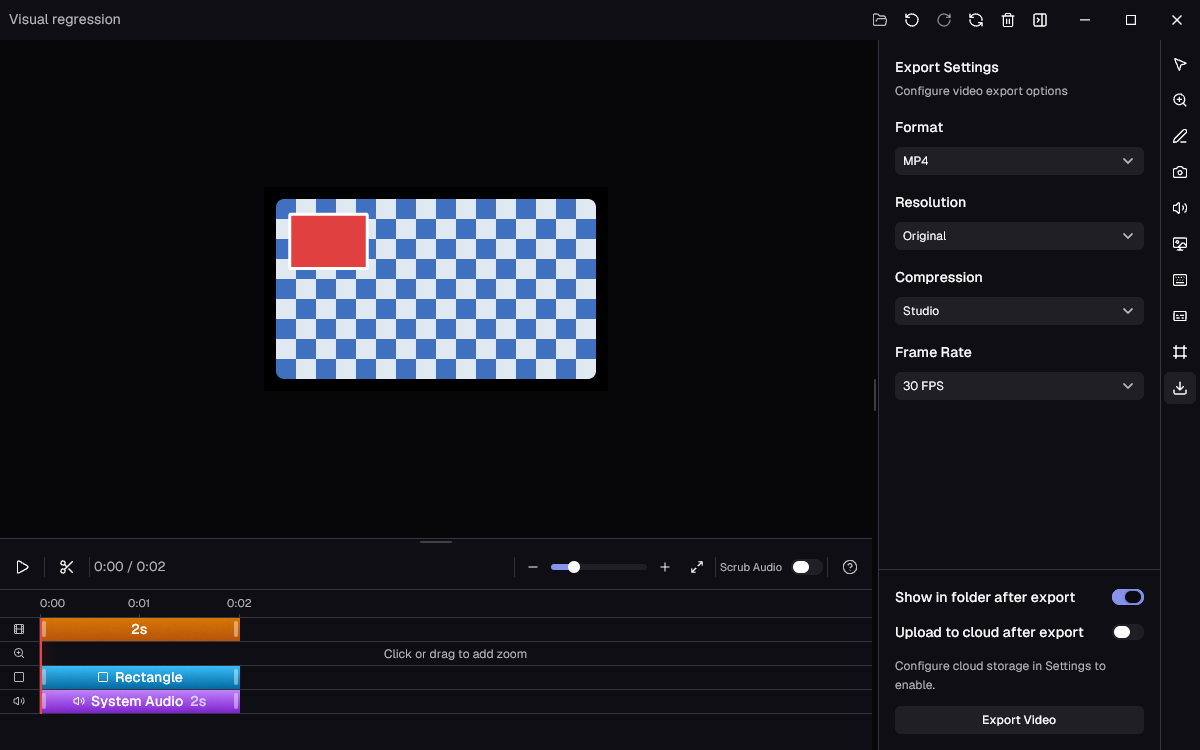 Visual regression
Export Settings
Configure video export options
Format
MP4
Resolution
Original
Compression
Studio
Frame Rate
30 FPS
0:00 / 0:02
Scrub Audio
0:00
0:01
0:02
2s
Click or drag to add zoom
Rectangle
System Audio 2s
Show in folder after export
Upload to cloud after export
Configure cloud storage in Settings to
enable.
Export Video